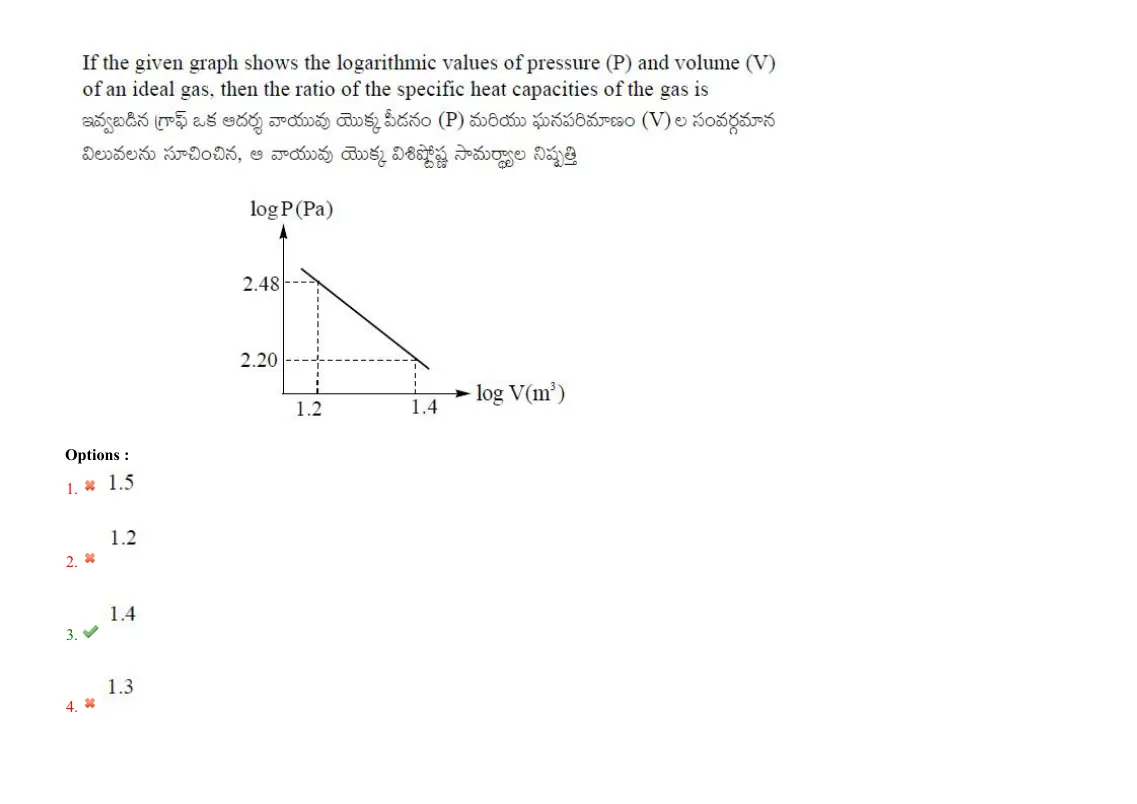 If the given graph shows the logarithmic values of pressure (P) and volume (V)
of an ideal gas, then the ratio of the specific heat capacities of the gas is
ఇవ్వబడిన గ్రాఫ్ ఒక ఆదర్శ వాయువు యొక్క పీడనం (P) మరియు ఘనపరిమాణం (V) ల సంవర్గమాన
విలువలను సూచించిన, ఆ వాయువు యొక్క విశిష్టోష్ణ సామర్థ్యాల నిష్పత్తి
log P (Pa)
2.48
2.20
log V(m³)
1.2
1.4
Options :
1. 1.5
2. 1.2
3. 1.4
4. 1.3